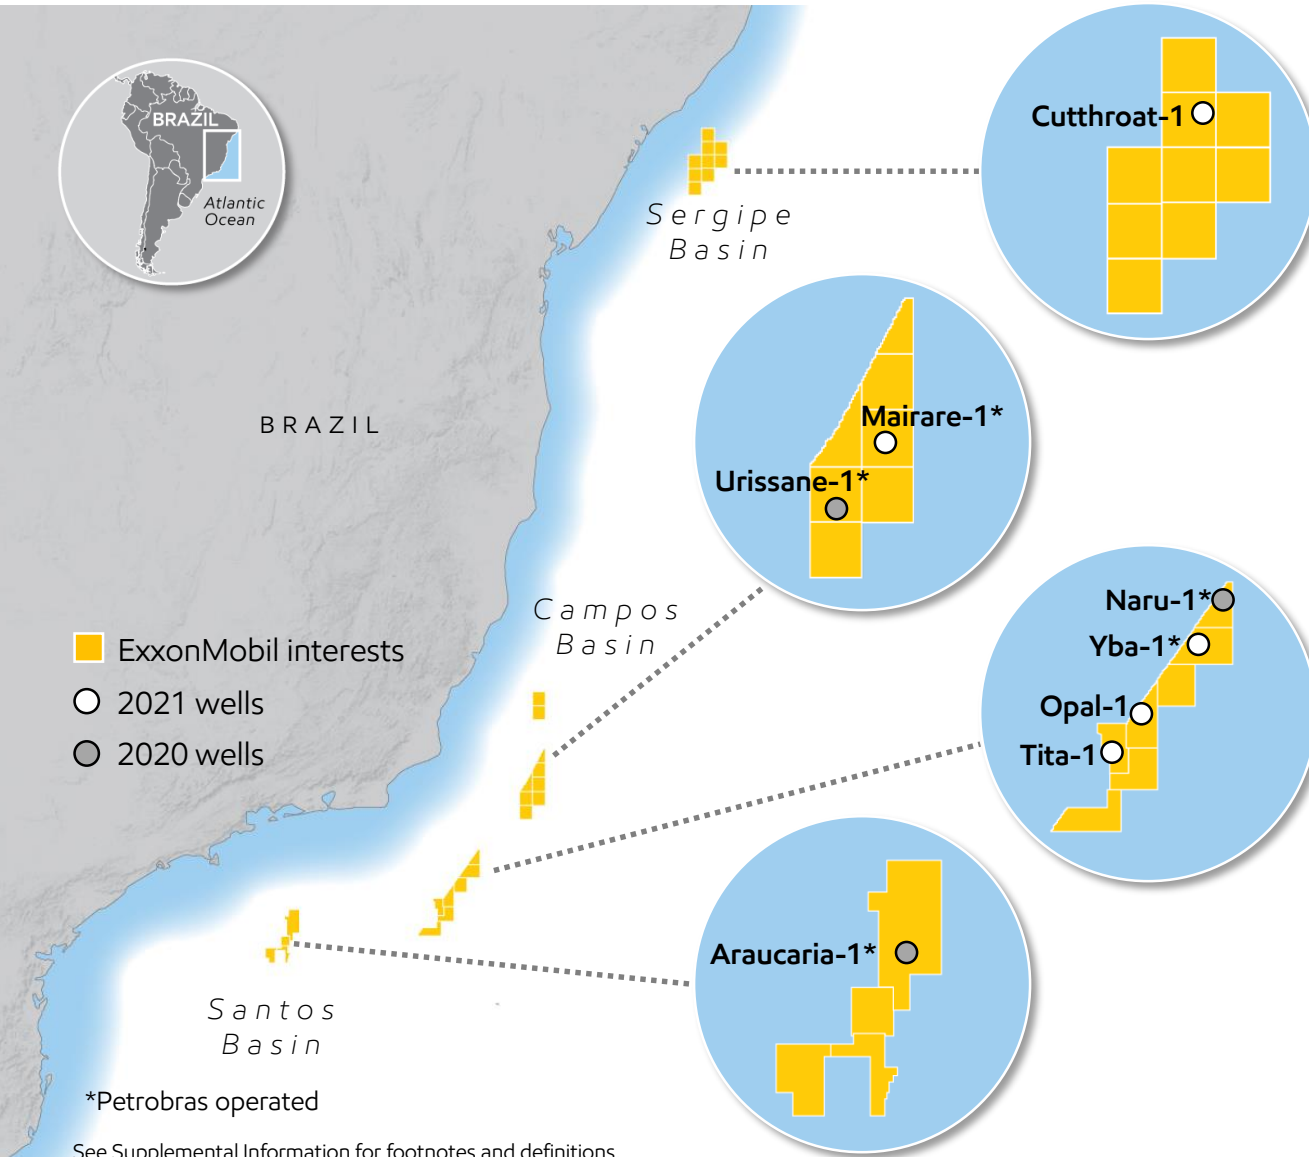 BRAZIL
Atlantic
Ocean
Cutthroat-1
Sergipe
Basin
BRAZIL
Mairare-1*
Urissane-1*
Campos
Basin
Naru-1*
Yba-1*
Opal-1
Tita-1
ExxonMobil interests
2021 wells
2020 wells
Araucaria-1*
Santos
Basin
*Petrobras operated
See Supplemental Information for footnotes and definitions